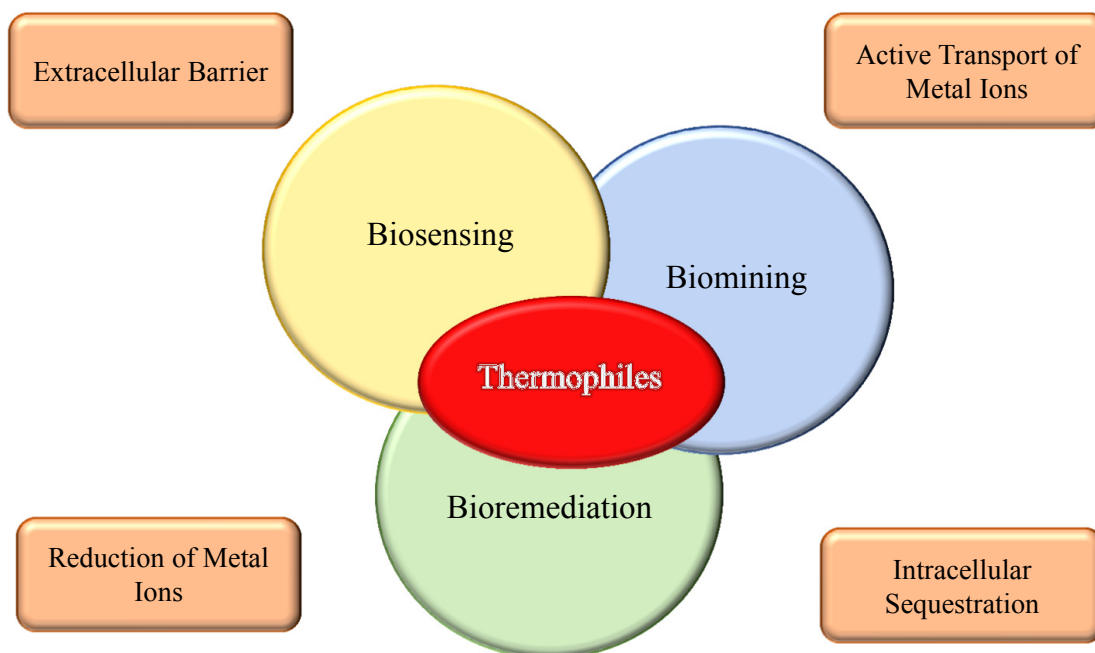 Extracellular Barrier
Active Transport of
Metal Ions
Biosensing
Biomining
Thermophiles
Bioremediation
Reduction of Metal
Ions
Intracellular
Sequestration